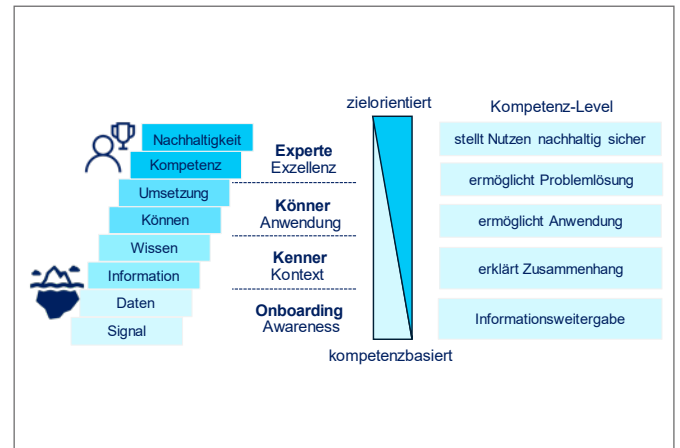 zielorientiert
Kompetenz-Level
Nachhaltigkeit
Kompetenz
Umsetzung
Können
Wissen
Information
Daten
Signal
Experte
Exzellenz
Könner
Anwendung
Kenner
Kontext
Onboarding
Awareness
kompetenzbasiert
stellt Nutzen nachhaltig sicher
ermöglicht Problemlösung
ermöglicht Anwendung
erklärt Zusammenhang
Informationsweitergabe